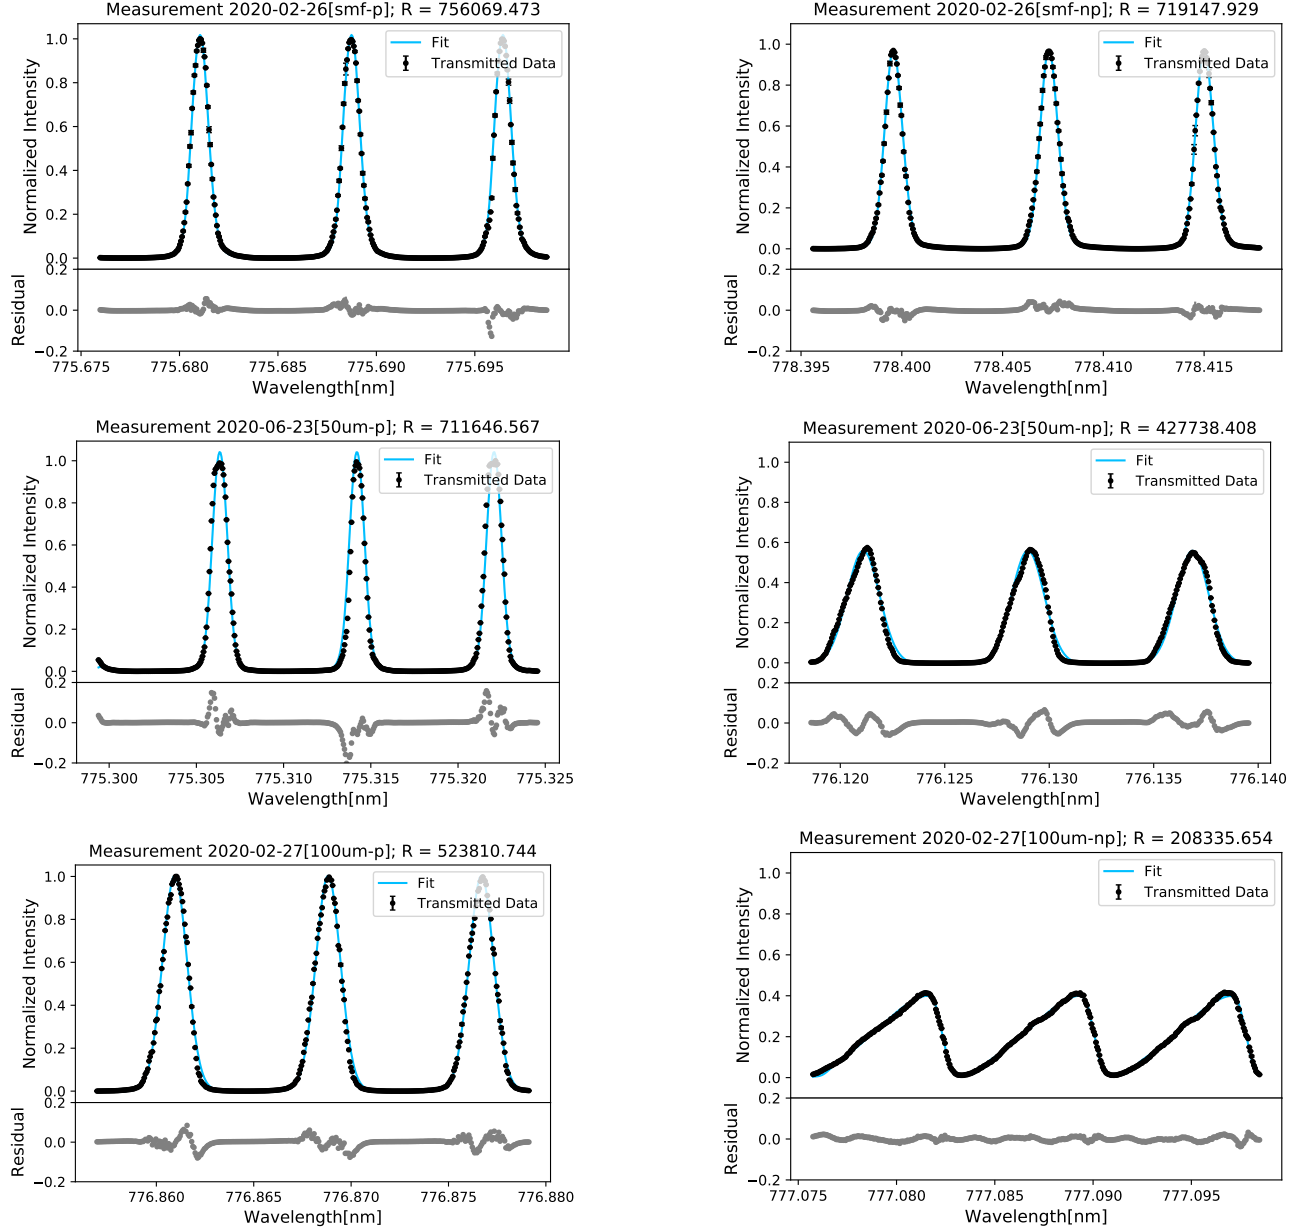 Measurement 2020-02-26[smf-p]; R = 756069.473
Normalized Intensity
1.0
0.8
0.6
0.4
0.2
0.0
Fit
Transmitted Data
Residual
0.2
0.0
−0.2
775.675 775.680 775.685 775.690 775.695
Wavelength[nm]
Measurement 2020-02-26[smf-np]; R = 719147.929
Normalized Intensity
1.0
0.8
0.6
0.4
0.2
0.0
Fit
Transmitted Data
Residual
0.2
0.0
−0.2
778.395 778.400 778.405 778.410 778.415
Wavelength[nm]
Measurement 2020-06-23[50um-p]; R = 711646.567
Normalized Intensity
1.0
0.8
0.6
0.4
0.2
0.0
Fit
Transmitted Data
Residual
0.2
0.0
−0.2
775.300 775.305 775.310 775.315 775.320 775.325
Wavelength[nm]
Measurement 2020-06-23[50um-np]; R = 427738.408
Normalized Intensity
1.0
0.8
0.6
0.4
0.2
0.0
Fit
Transmitted Data
Residual
0.2
0.0
−0.2
776.120 776.125 776.130 776.135 776.140
Wavelength[nm]
Measurement 2020-02-27[100um-p]; R = 523810.744
Normalized Intensity
1.0
0.8
0.6
0.4
0.2
0.0
Fit
Transmitted Data
Residual
0.2
0.0
−0.2
776.860 776.865 776.870 776.875 776.880
Wavelength[nm]
Measurement 2020-02-27[100um-np]; R = 208335.654
Normalized Intensity
1.0
0.8
0.6
0.4
0.2
0.0
Fit
Transmitted Data
Residual
0.2
0.0
−0.2
777.075 777.080 777.085 777.090 777.095
Wavelength[nm]